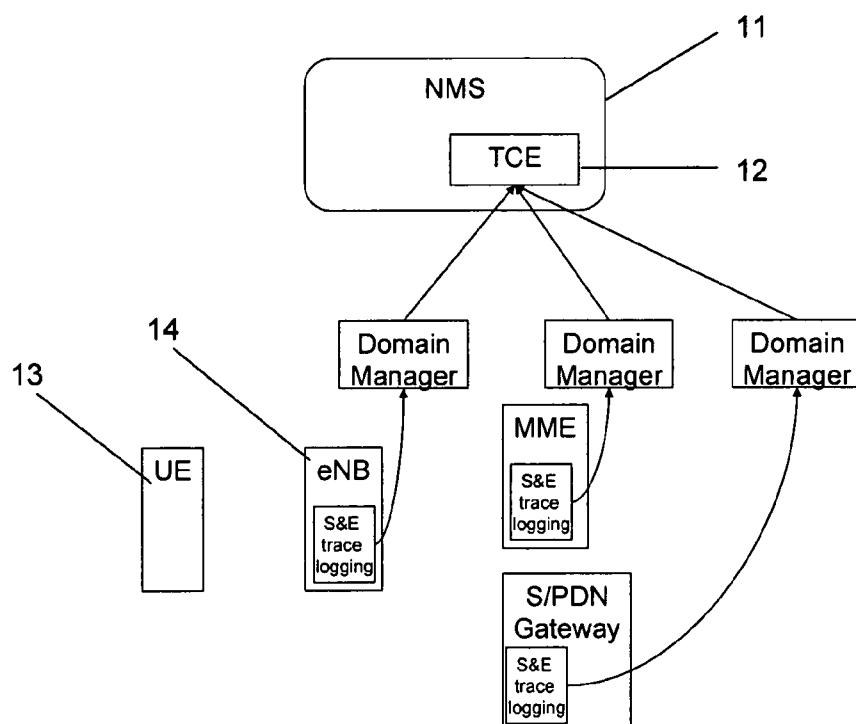 11
NMS
TCE
12
14
13
Domain
Manager
Domain
Manager
Domain
Manager
UE
eNB
S&E
trace
logging
MME
S&E
trace
logging
S/PDN
Gateway
S&E
trace
logging